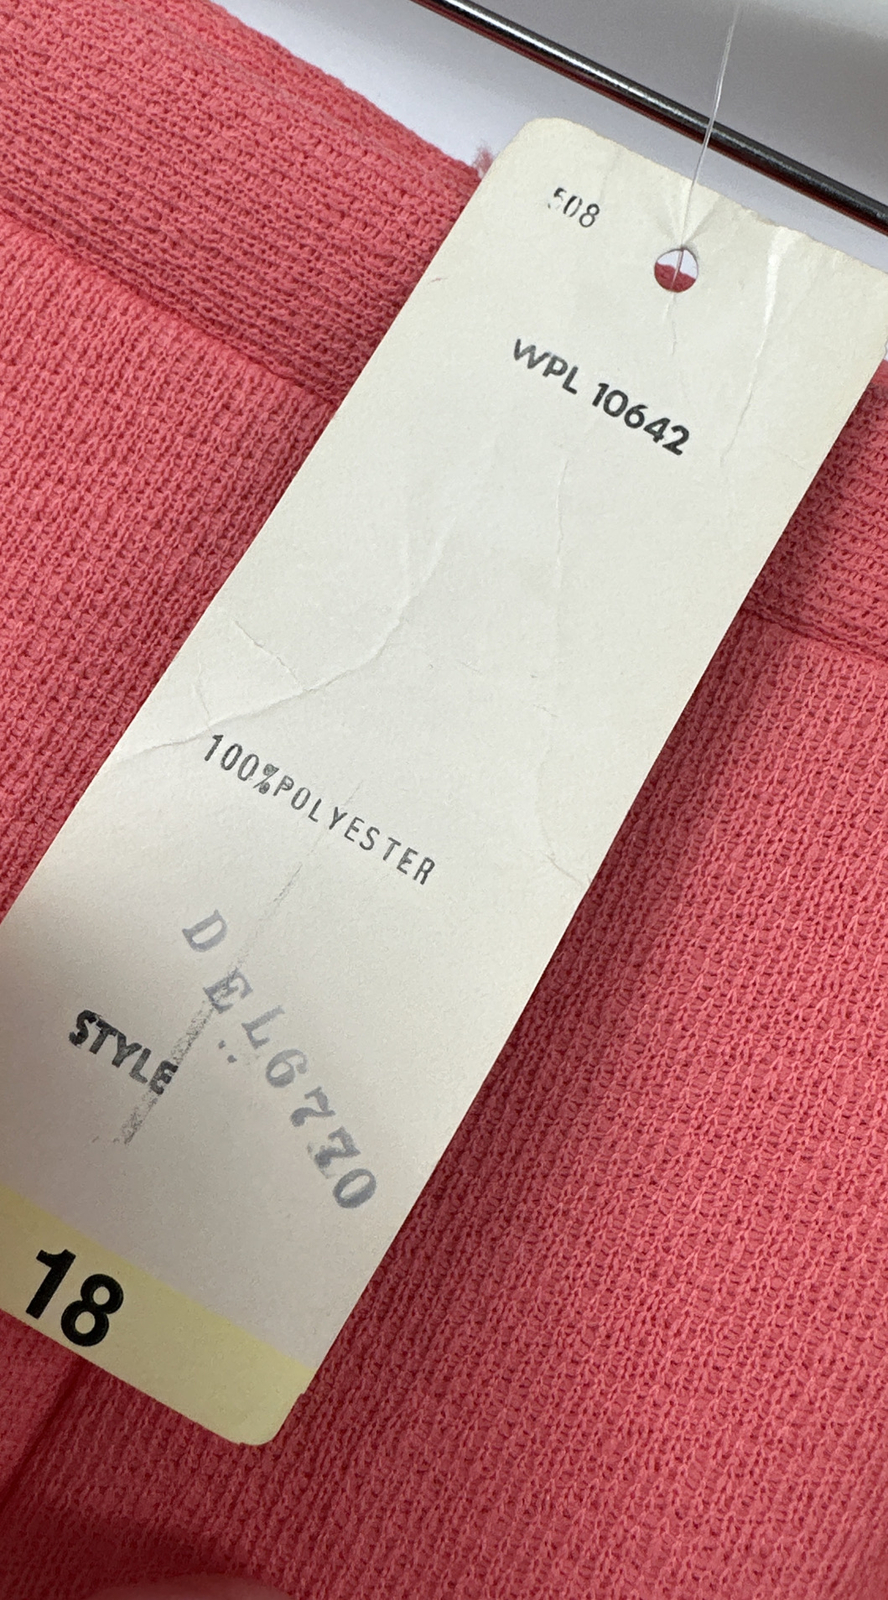 508
WPL 10642
100%POLYESTER
DEL6770
STYLE
18